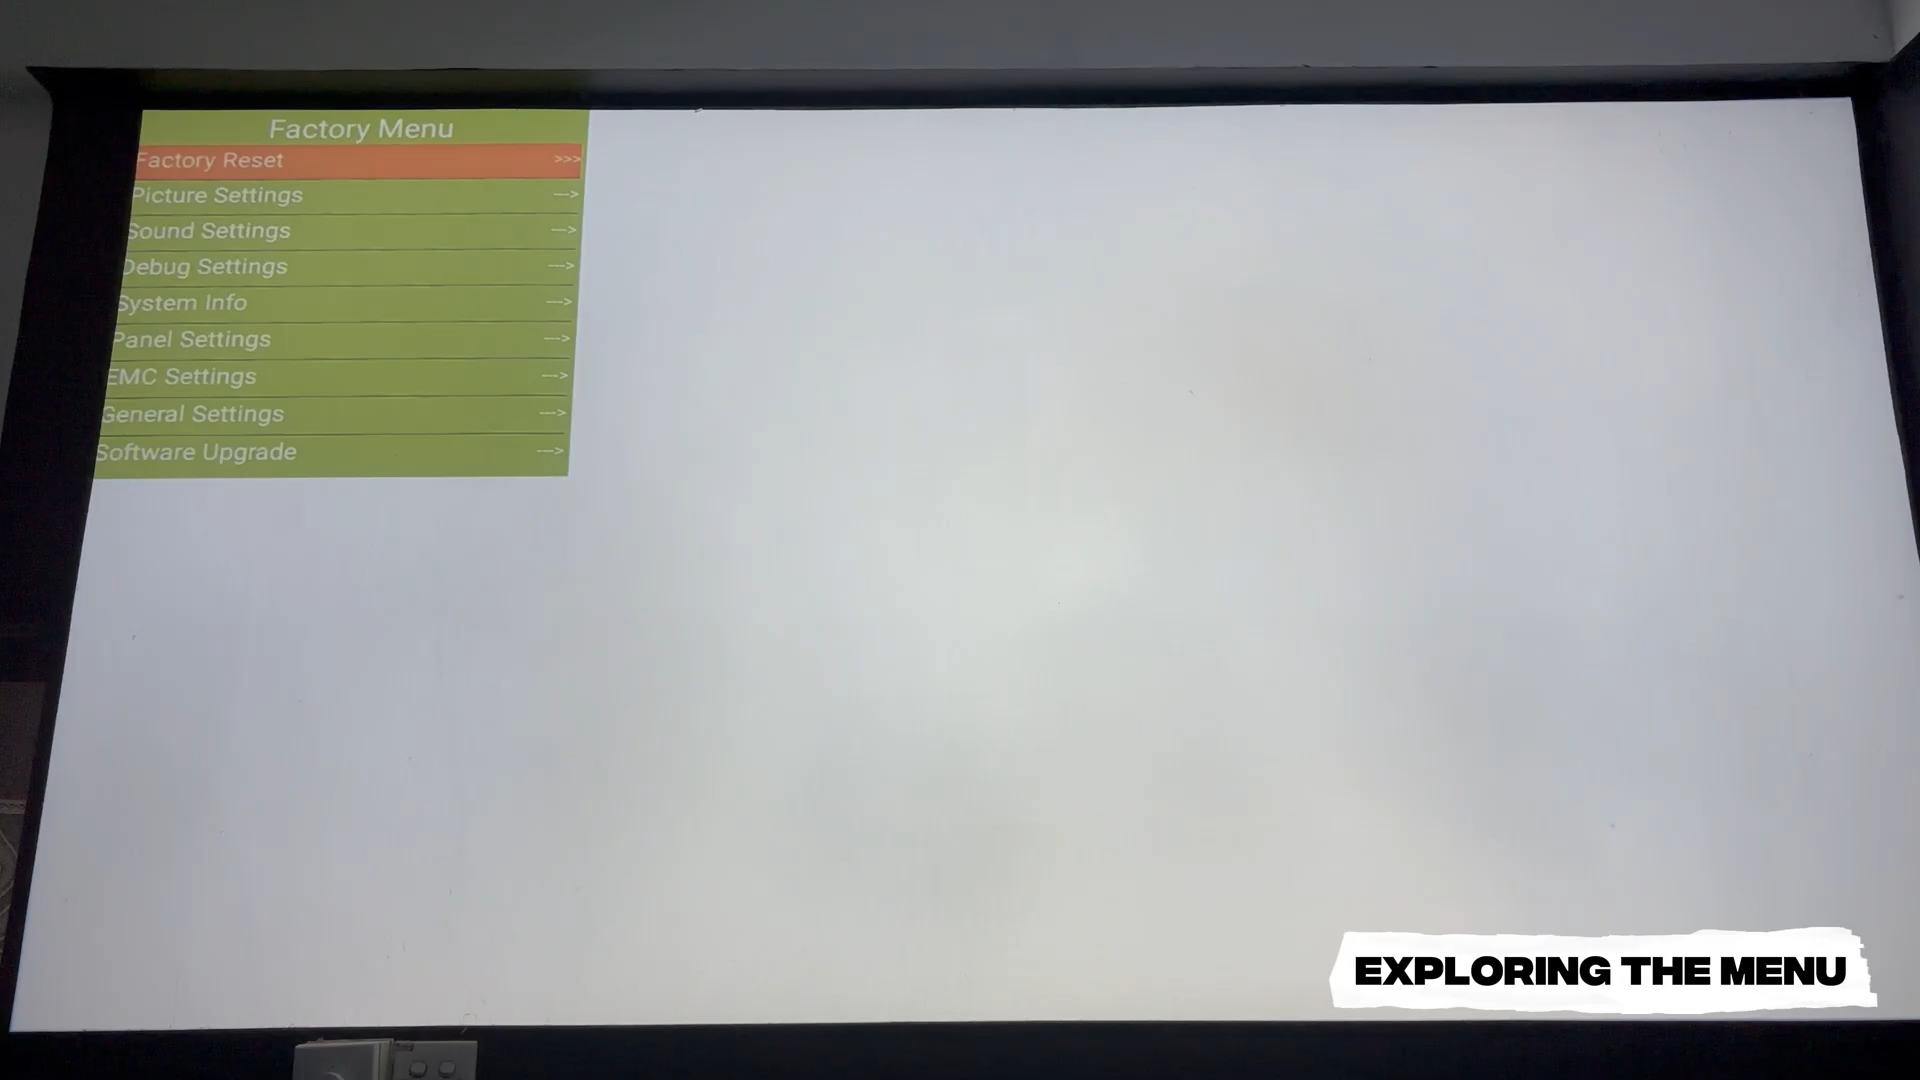 Factory Menu
Factory Reset >>>
Picture Settings --->
Sound Settings --->
Debug Settings --->
System Info --->
Panel Settings --->
EMC Settings --->
General Settings --->
Software Upgrade --->
EXPLORING THE MENU